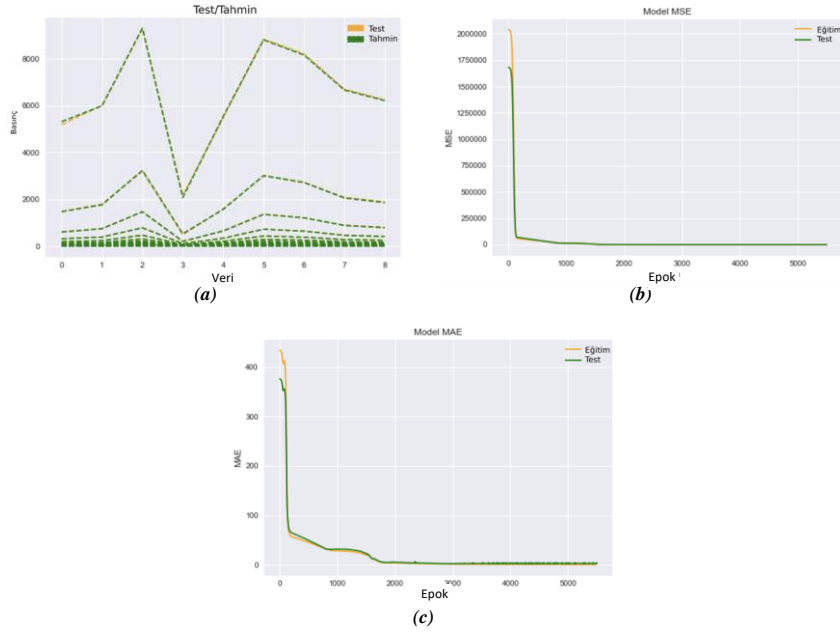 Test/Tahmin
Test
Tahmin
Basınç
8000
6000
4000
2000
0
0 1 2 3 4 5 6 7 8
Veri
(a)
Model MSE
Eğitim
Test
MSE
2000000
1750000
1500000
1250000
1000000
750000
500000
250000
0
0 1000 2000 3000 4000 5000
Epok
(b)
Model MAE
Eğitim
Test
MAE
400
300
200
100
0
0 1000 2000 3000 4000 5000
Epok
(c)